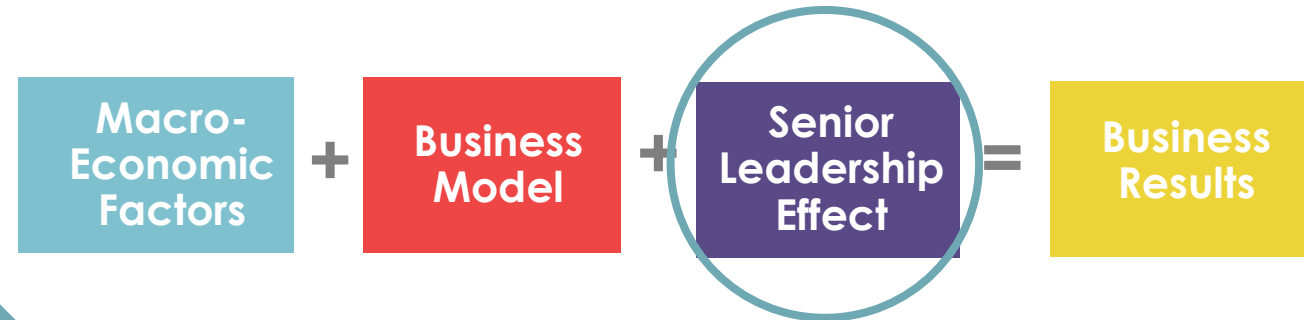 Macro-
Economic
Factors
+
Business
Model
+
Senior
Leadership
Effect
=
Business
Results